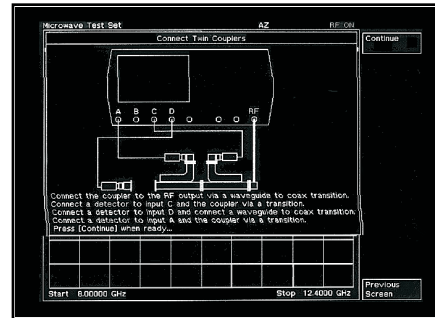 Microwave Test Set AZ RF ON
Connect Twin Couplers
Continue
A B C D RF
Connect the coupler to the RF output via a waveguide to coax transition.
Connect a detector to input C and the coupler via a transition.
Connect a detector to input D and connect a waveguide to coax transition.
Connect a detector to input A and the coupler via a transition.
Press [Continue] when ready...
Start 8.00000 GHz Stop 12.4000 GHz
Previous
Screen